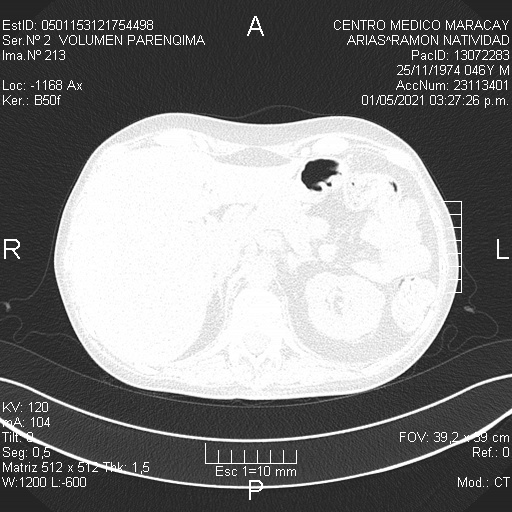 EstID: 0501153121754498
Ser.Nº 2 VOLUMEN PARENQIMA
Ima.Nº 213
Loc: -1168 Ax
Ker.: B50f
A
CENTRO MEDICO MARACAY
ARIAS^RAMON NATIVIDAD
PacID: 13072283
25/11/1974 046Y M
AccNum: 23113401
01/05/2021 03:27:26 p.m.
R
L
KV: 120
mA: 104
Tilt: 0
Seg: 0,5
Matriz 512 x 512 Thk: 1,5
W:1200 L:-600
Esc 1=10 mm
P
FOV: 39,2 x 39 cm
Ref.: 0
Mod.: CT